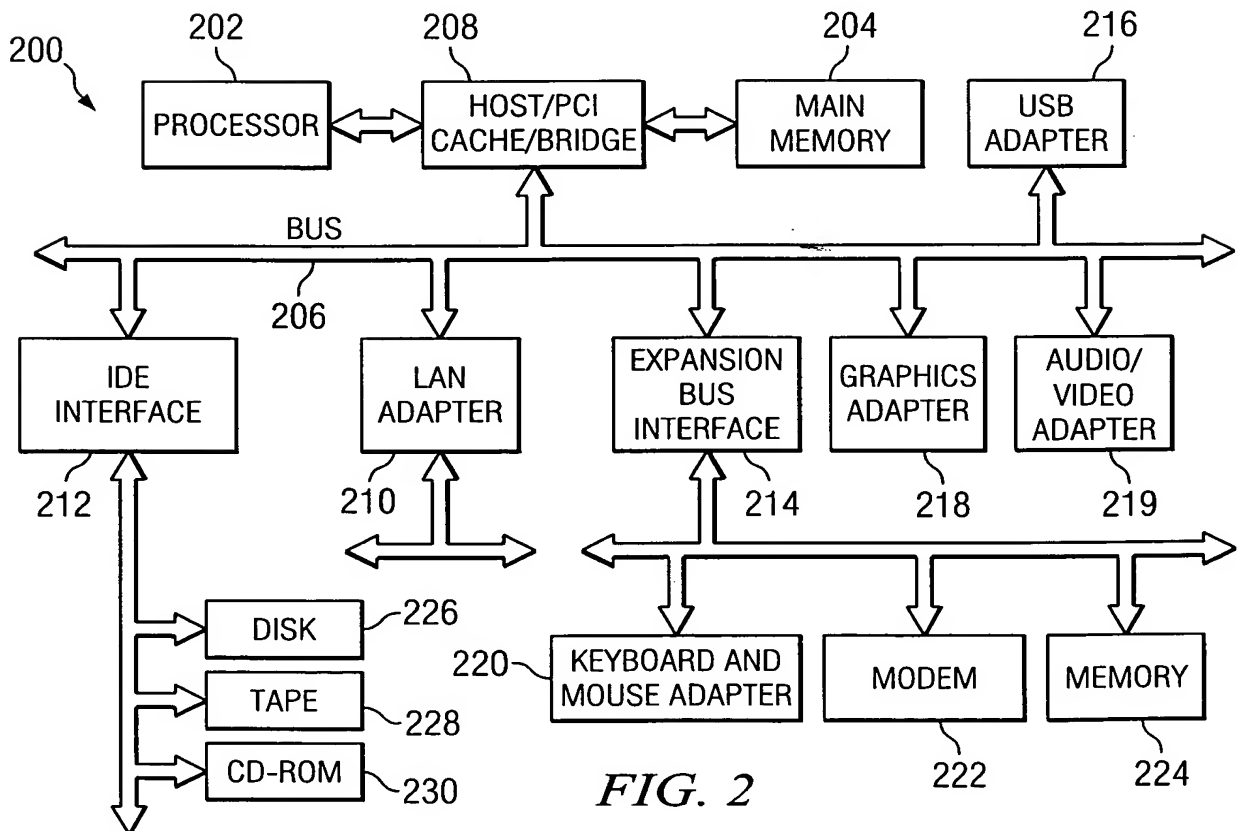 200
202
208
204
216
PROCESSOR
HOST/PCI
CACHE/BRIDGE
MAIN
MEMORY
USB
ADAPTER
BUS
206
IDE
INTERFACE
LAN
ADAPTER
EXPANSION
BUS
INTERFACE
GRAPHICS
ADAPTER
AUDIO/
VIDEO
ADAPTER
212
210
214
218
219
DISK
226
TAPE
228
CD-ROM
230
220
KEYBOARD AND
MOUSE ADAPTER
MODEM
MEMORY
222
224
FIG. 2